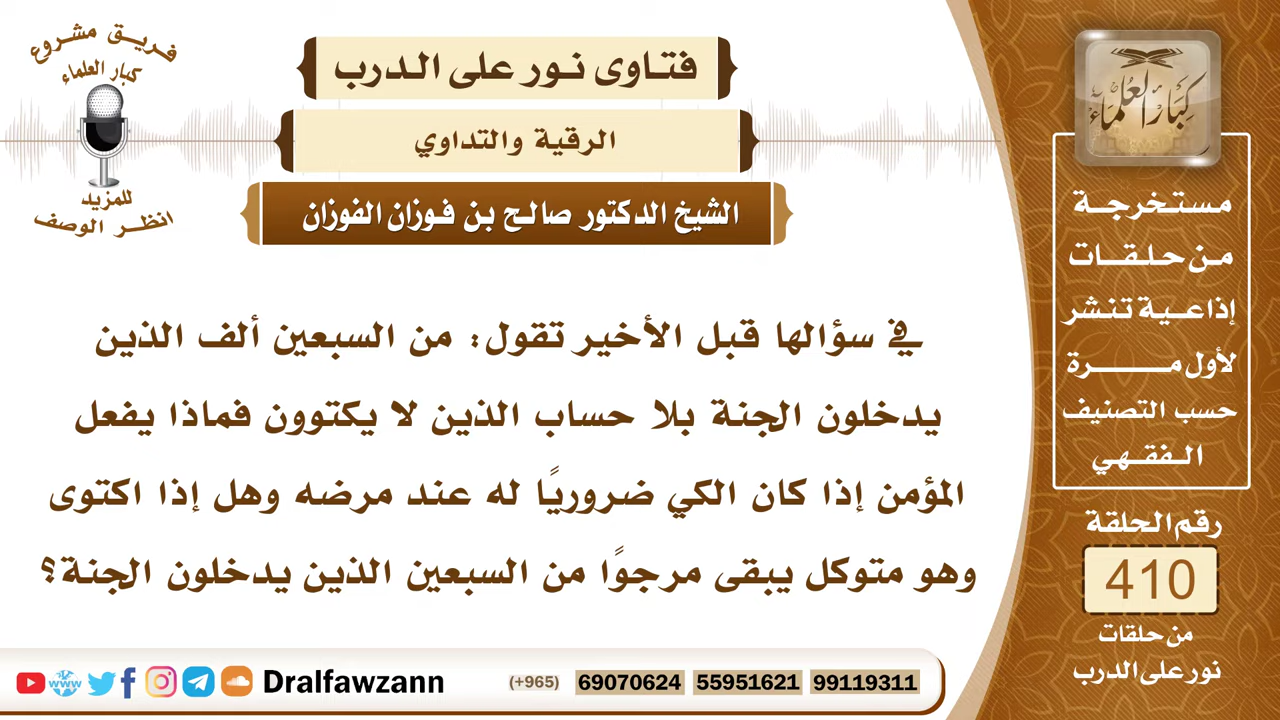 فريق مشروع
كبار العلماء
للمزيد
انظر الوصف
فتاوى نور على الدرب
الرقية والتداوي
الشيخ الدكتور صالح بن فوزان الفوزان
في سؤالها قبل الأخير تقول: من السبعين ألف الذين
يدخلون الجنة بلا حساب الذين لا يكتوون فماذا يفعل
المؤمن إذا كان الكي ضروريًا له عند مرضه وهل إذا اكتوى
وهو متوكل يبقى مرجوًا من السبعين الذين يدخلون الجنة؟
كبار العلماء
مستخرجة
من حلقات
إذاعية تنشر
لأول مرة
حسب التصنيف
الفقهي
رقم الحلقة
410
من حلقات
نور على الدرب
www Dralfawzann (+965) 69070624 55951621 99119311